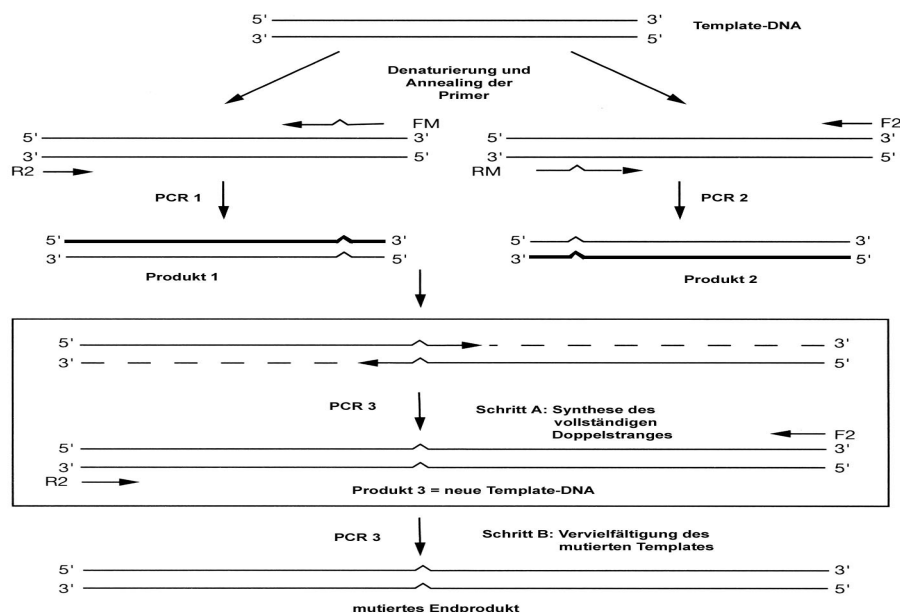 5' 3'
Template-DNA
3' 5'
Denaturierung und
Annealing der
Primer
FM
F2
5' 3'
3' 5'
R2
5' 3'
3' 5'
RM
PCR 1
PCR 2
5' 3'
3' 5'
Produkt 1
5' 3'
3' 5'
Produkt 2
5' 3'
3' 5'
PCR 3
Schritt A: Synthese des
vollständigen
Doppelstranges
F2
5' 3'
3' 5'
R2
Produkt 3 = neue Template-DNA
PCR 3
Schritt B: Vervielfältigung des
mutierten Templates
5' 3'
3' 5'
mutiertes Endprodukt